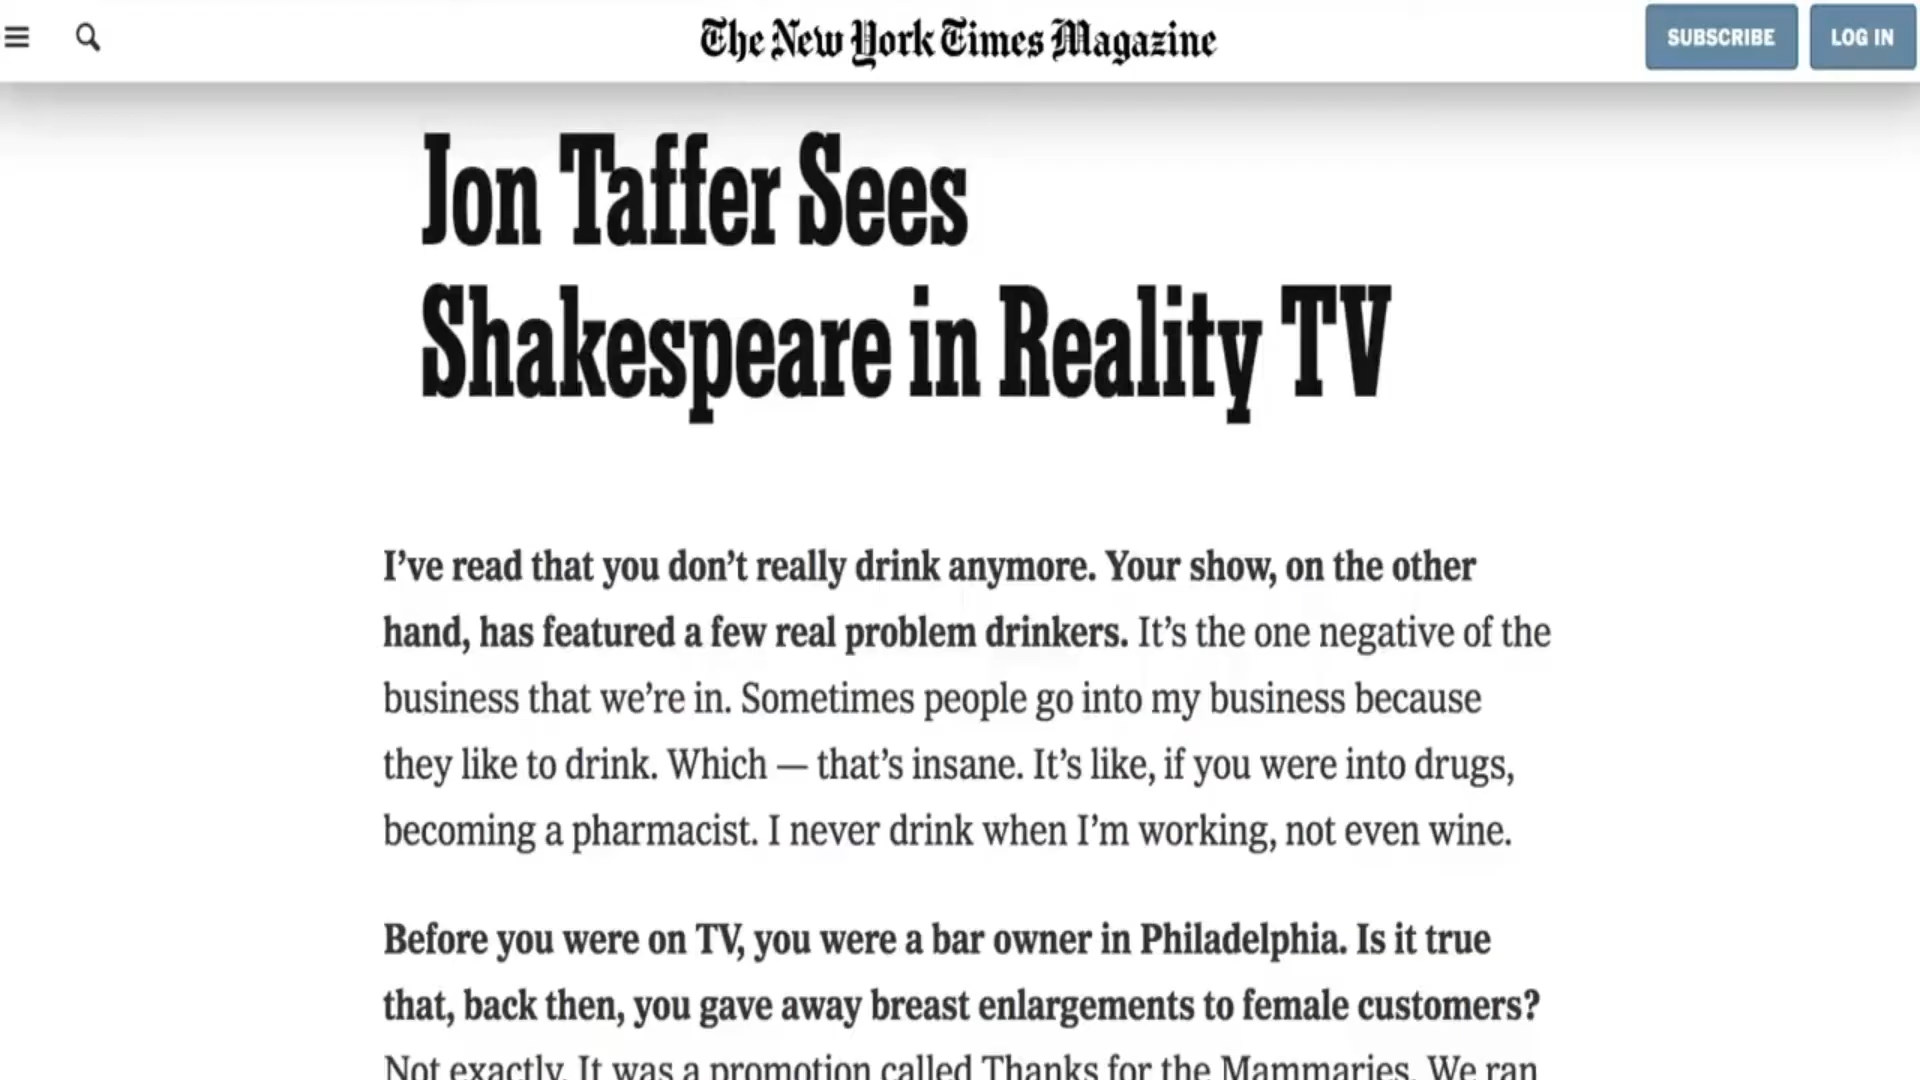 The New York Times Magazine
SUBSCRIBE
LOG IN
Jon Taffer Sees
Shakespeare in Reality TV
I’ve read that you don’t really drink anymore. Your show, on the other
hand, has featured a few real problem drinkers. It’s the one negative of the
business that we’re in. Sometimes people go into my business because
they like to drink. Which — that’s insane. It’s like, if you were into drugs,
becoming a pharmacist. I never drink when I’m working, not even wine.
Before you were on TV, you were a bar owner in Philadelphia. Is it true
that, back then, you gave away breast enlargements to female customers?
Not exactly. It was a promotion called Thanks for the Mammaries. We ran